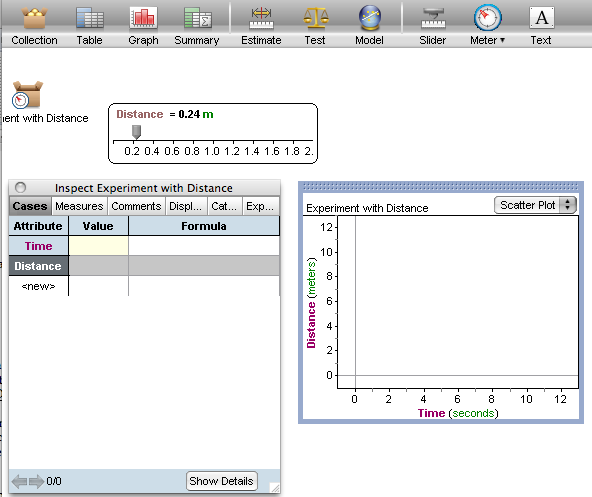 Collection Table Graph Summary Estimate Test Model Slider Meter ▾ Text
ent with Distance
Distance = 0.24 m
0.2 0.4 0.6 0.8 1.0 1.2 1.4 1.6 1.8 2.
Inspect Experiment with Distance
Cases Measures Comments Displ... Cat... Exp...
Attribute Value Formula
Time
Distance
<new>
0/0 Show Details
Experiment with Distance Scatter Plot
Distance (meters)
12
10
8
6
4
2
0
0 2 4 6 8 10 12
Time (seconds)